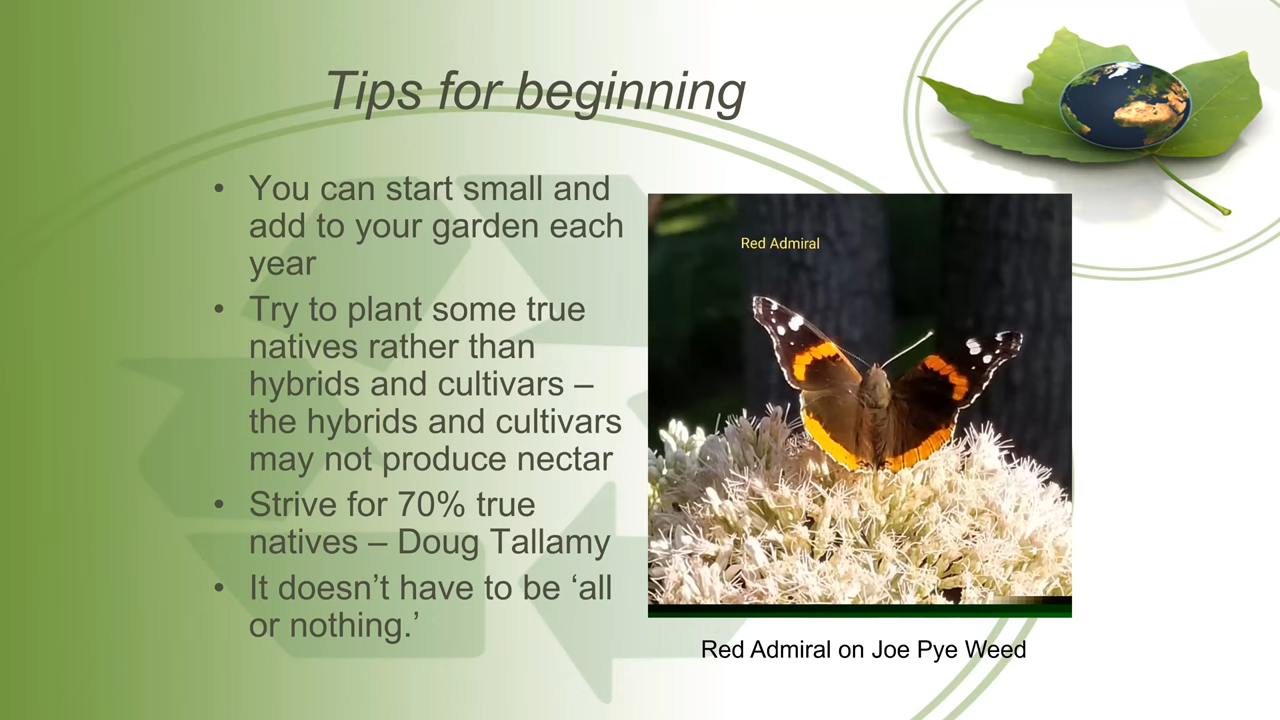 Tips for beginning
• You can start small and
add to your garden each
year
• Try to plant some true
natives rather than
hybrids and cultivars –
the hybrids and cultivars
may not produce nectar
• Strive for 70% true
natives – Doug Tallamy
• It doesn’t have to be ‘all
or nothing.’
Red Admiral
Red Admiral on Joe Pye Weed